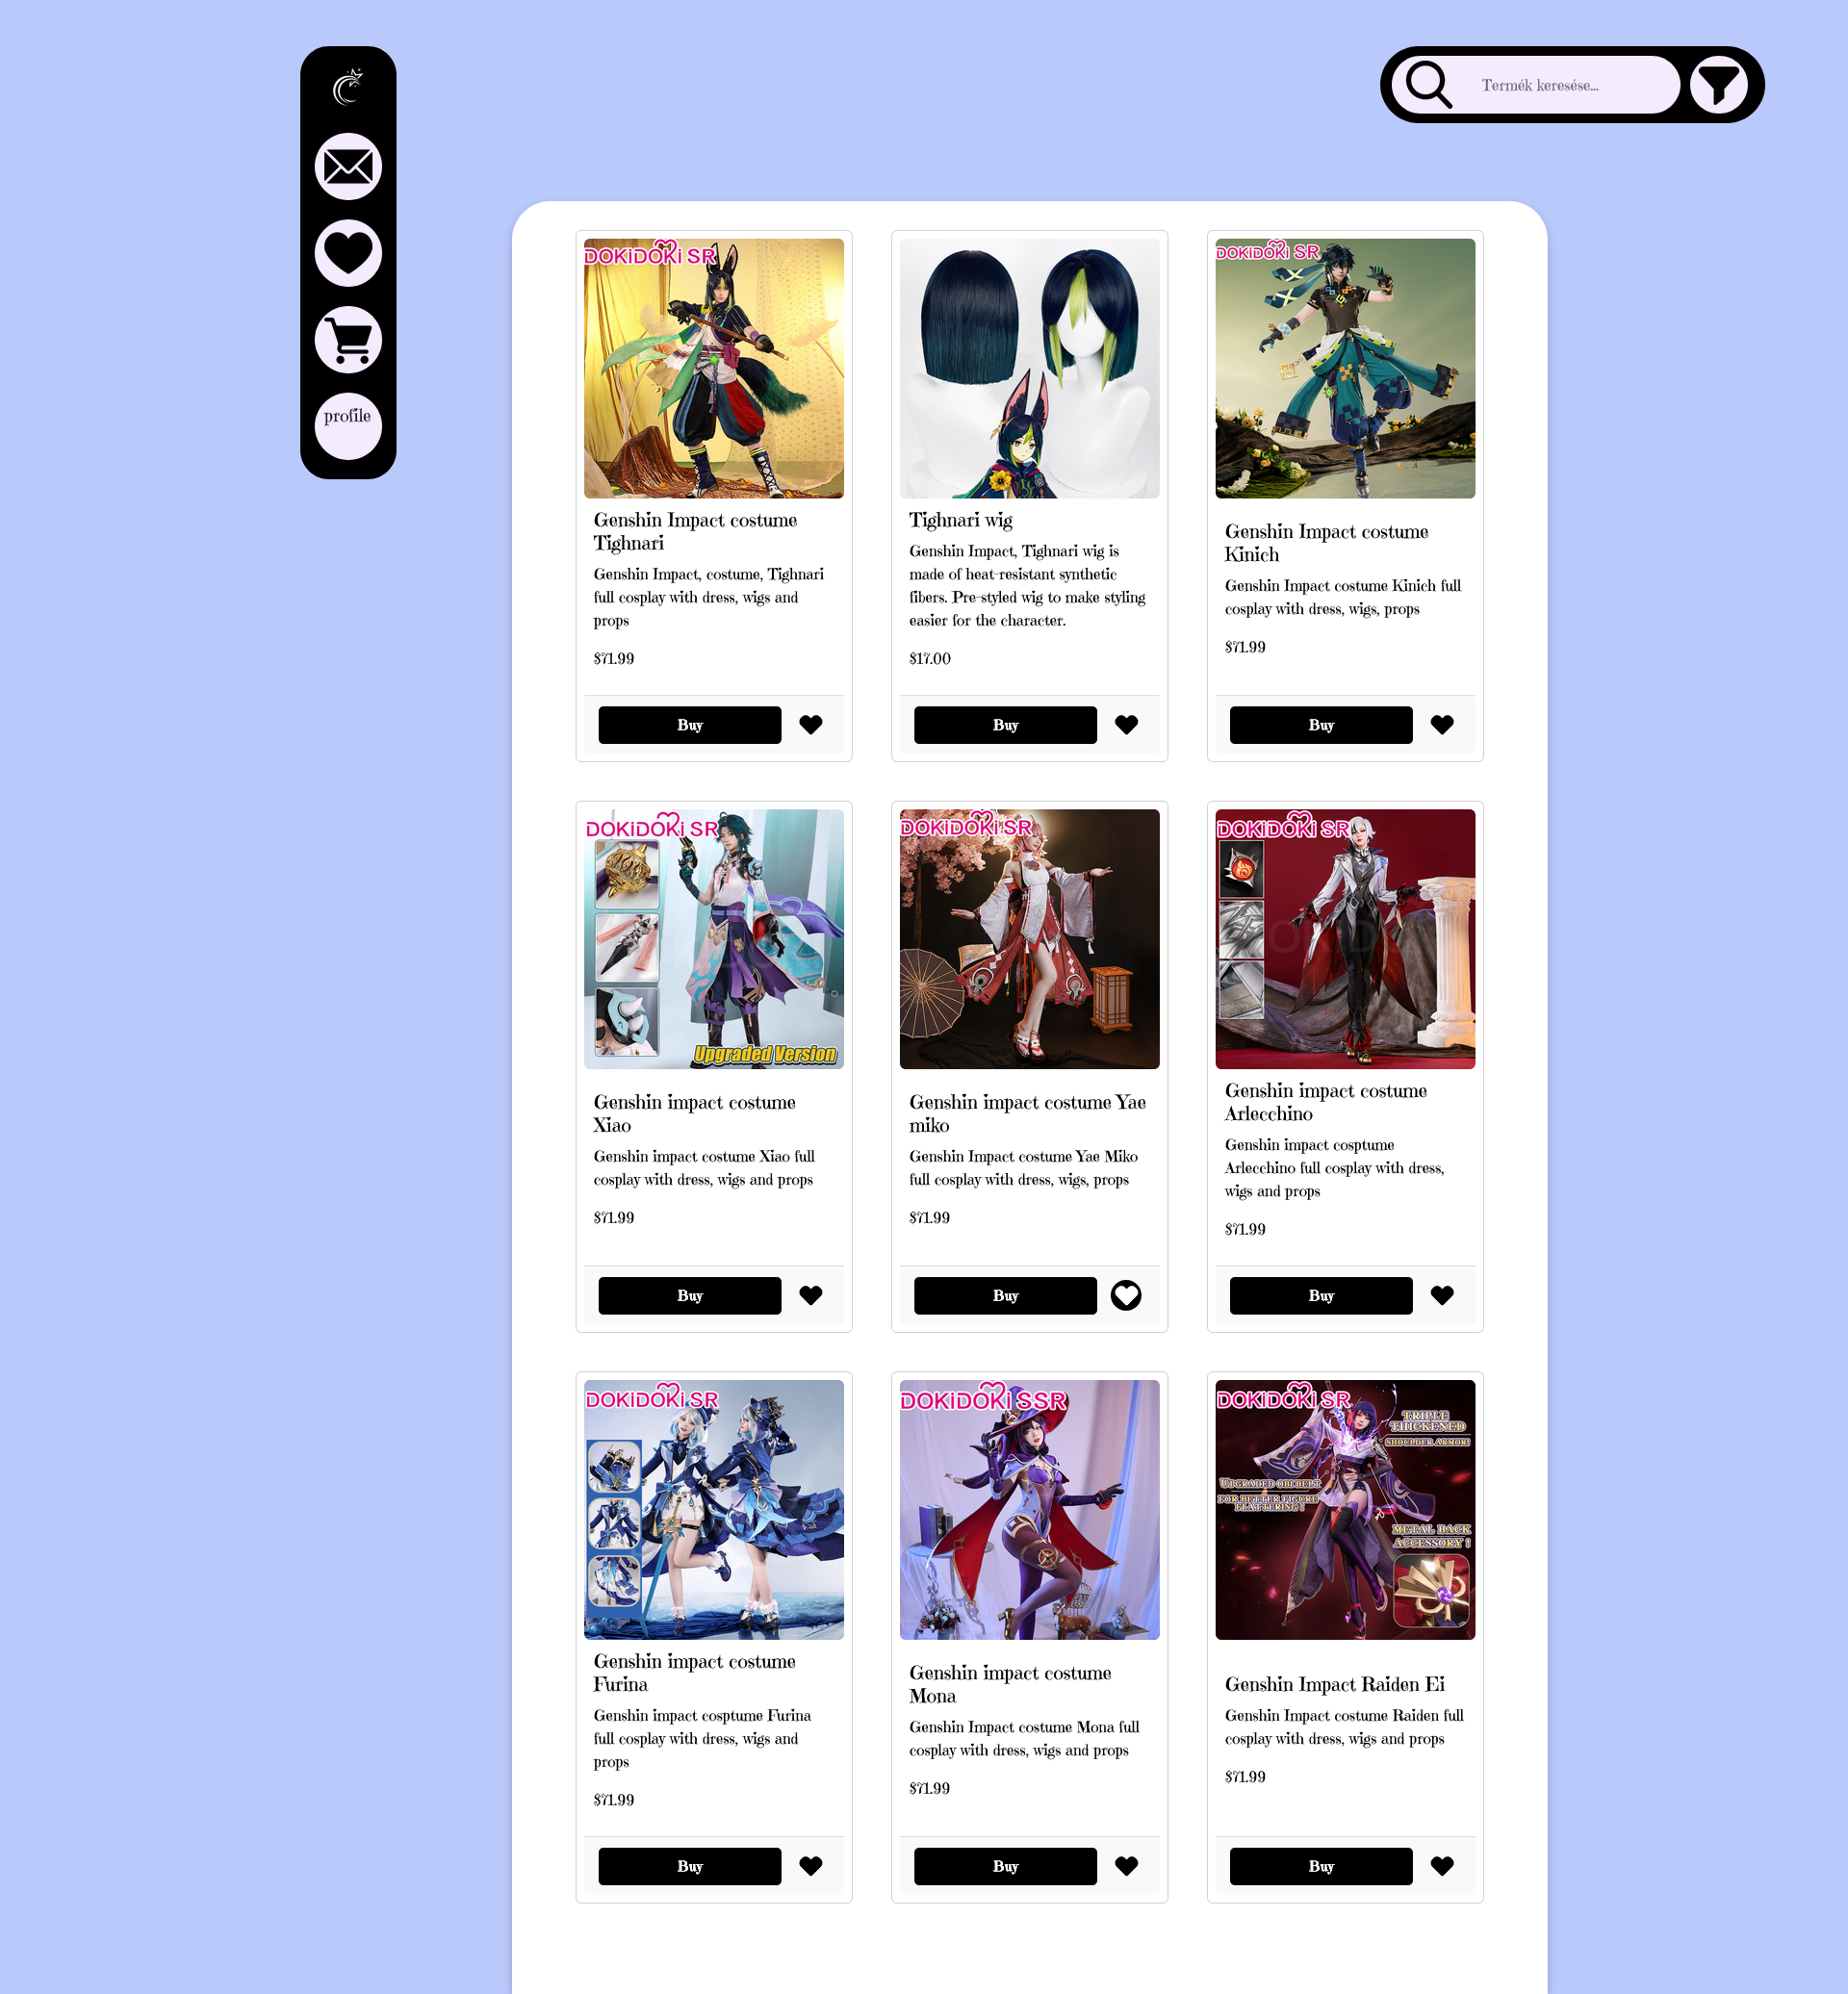 Termék keresése...
profile
DOKiDOKi SR
DOKiDOKi SR
Genshin Impact costume
Tighnari
Genshin Impact, costume, Tighnari
full cosplay with dress, wigs and
props
$71.99
Buy
Tighnari wig
Genshin Impact, Tighnari wig is
made of heat-resistant synthetic
fibers. Pre-styled wig to make styling
easier for the character.
$17.00
Buy
Genshin Impact costume
Kinich
Genshin Impact costume Kinich full
cosplay with dress, wigs, props
$71.99
Buy
DOKiDOKi SR
Upgraded Version
DOKiDOKi SR
DOKiDOKi SR
Genshin impact costume
Xiao
Genshin impact costume Xiao full
cosplay with dress, wigs and props
$71.99
Buy
Genshin impact costume Yae
miko
Genshin Impact costume Yae Miko
full cosplay with dress, wigs, props
$71.99
Buy
Genshin impact costume
Arlecchino
Genshin impact cosptume
Arlecchino full cosplay with dress,
wigs and props
$71.99
Buy
DOKiDOKi SR
DOKiDOKi SSR
DOKiDOKi SR
TRIPLE
THICKENED
SHOULDER ARMOR!
UPGRADED OBI BELT
FOR BETTER FIGURE
FLATTERING !
METAL BACK
ACCESSORY !
Genshin impact costume
Furina
Genshin impact cosptume Furina
full cosplay with dress, wigs and
props
$71.99
Buy
Genshin impact costume
Mona
Genshin Impact costume Mona full
cosplay with dress, wigs and props
$71.99
Buy
Genshin Impact Raiden Ei
Genshin Impact costume Raiden full
cosplay with dress, wigs and props
$71.99
Buy